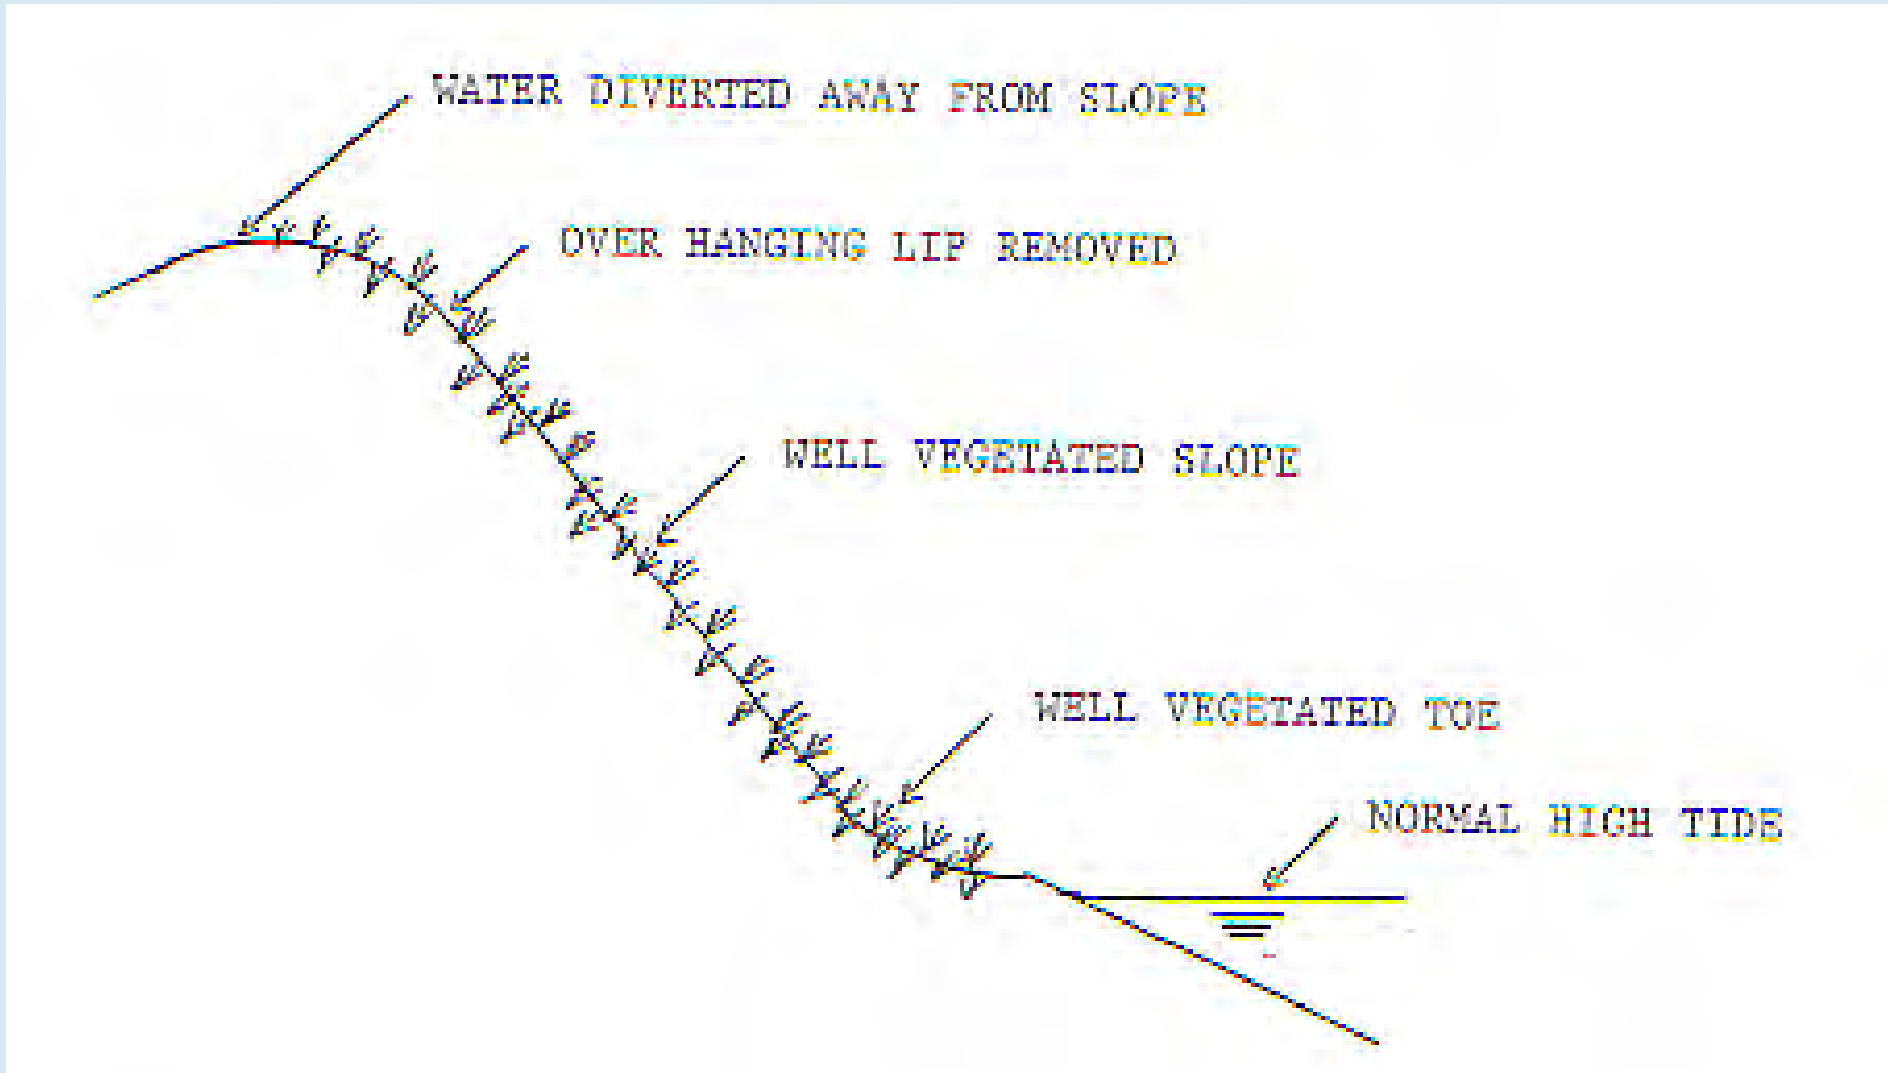 WATER DIVERTED AWAY FROM SLOPE
OVER HANGING LIP REMOVED
WELL VEGETATED SLOPE
WELL VEGETATED TOE
NORMAL HIGH TIDE